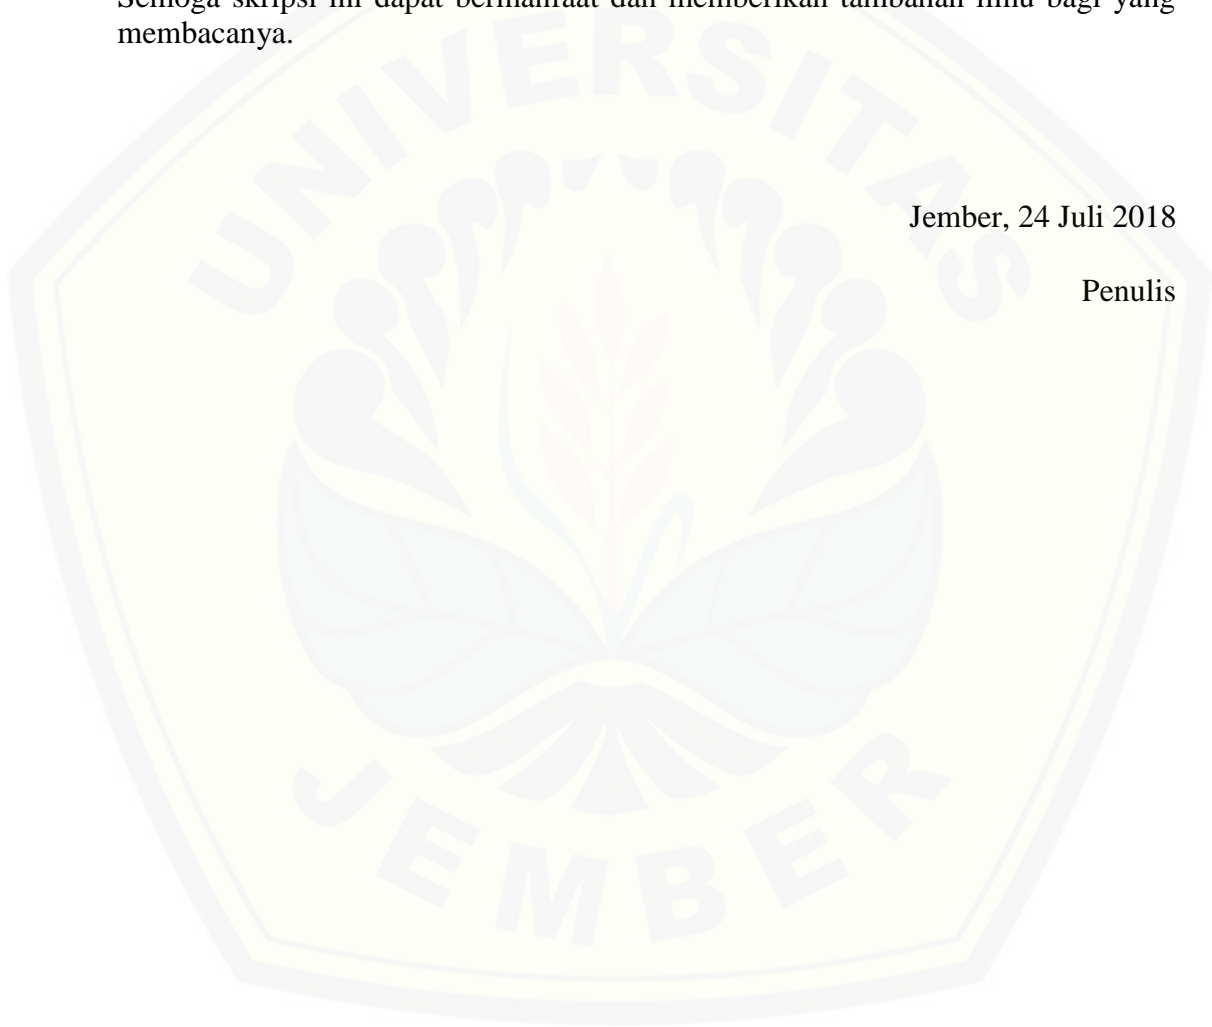 Semoga skripsi ini dapat bermanfaat dan memberikan tambahan ilmu bagi yang
membacanya.
UNIVERSITAS
Jember, 24 Juli 2018
Penulis
JEMBER